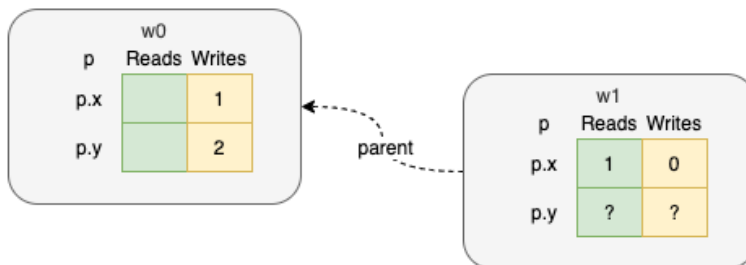 w0
p Reads Writes
p.x 1
p.y 2
parent
w1
p Reads Writes
p.x 1 0
p.y ? ?